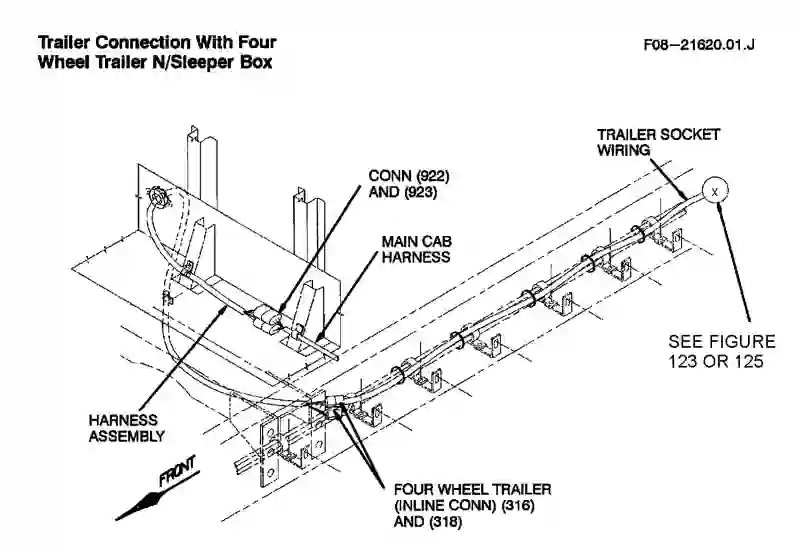 Trailer Connection With Four
Wheel Trailer N/Sleeper Box
F08-21620.01.J
TRAILER SOCKET
WIRING
X
CONN (922)
AND (923)
MAIN CAB
HARNESS
SEE FIGURE
123 OR 125
HARNESS
ASSEMBLY
FRONT
FOUR WHEEL TRAILER
(INLINE CONN) (316)
AND (318)